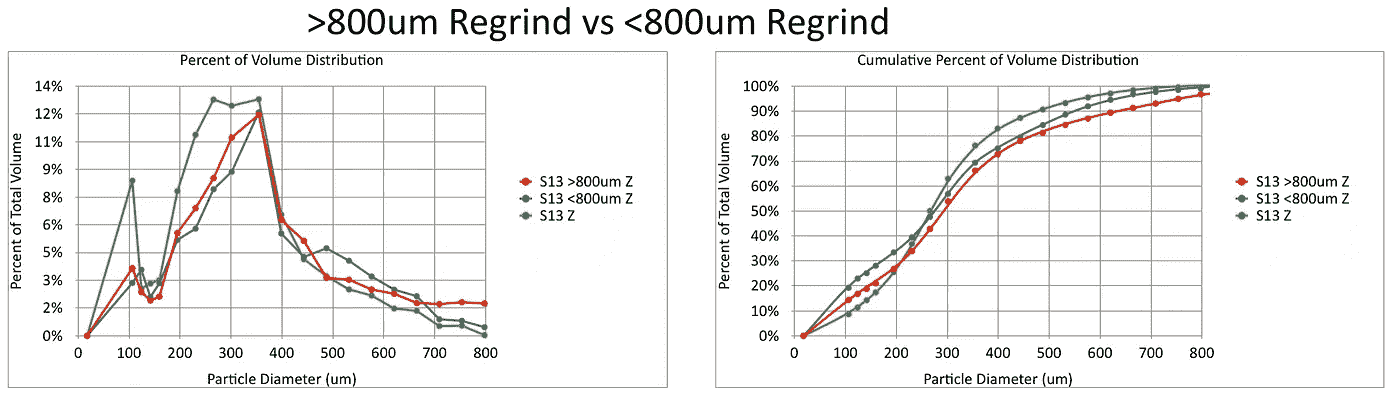 >800um Regrind vs <800um Regrind
Percent of Volume Distribution
Percent of Total Volume
14%
12%
11%
9%
8%
6%
5%
3%
2%
0%
0 100 200 300 400 500 600 700 800
Particle Diameter (um)
S13 >800um Z
S13 <800um Z
S13 Z
Cumulative Percent of Volume Distribution
Percent of Total Volume
100%
90%
80%
70%
60%
50%
40%
30%
20%
10%
0%
0 100 200 300 400 500 600 700 800
Particle Diameter (um)
S13 >800um Z
S13 <800um Z
S13 Z